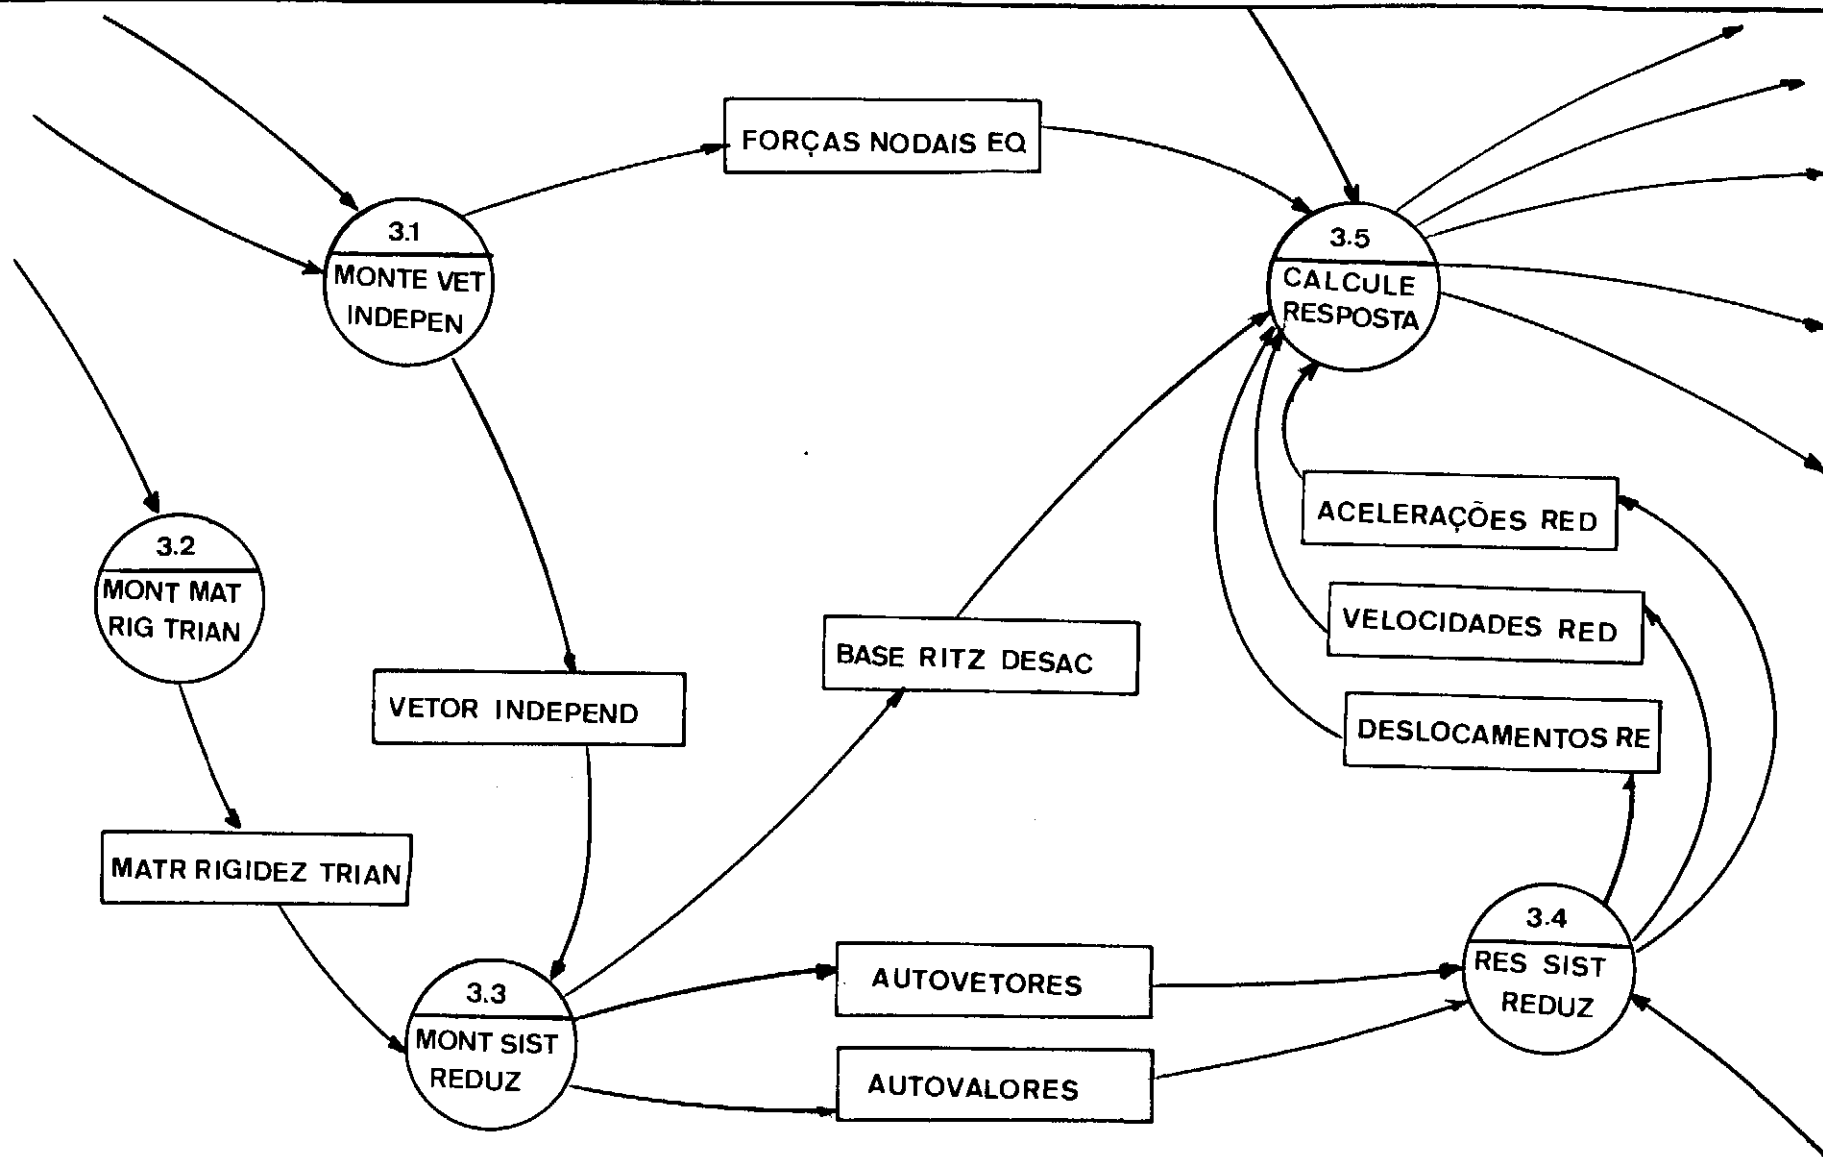 FORÇAS NODAIS EQ
3.1
MONTE VET
INDEPEN
3.5
CALCULE
RESPOSTA
ACELERAÇÕES RED
3.2
MONT MAT
RIG TRIAN
VELOCIDADES RED
BASE RITZ DESAC
VETOR INDEPEND
DESLOCAMENTOS RE
MATR RIGIDEZ TRIAN
3.4
RES SIST
REDUZ
AUTOVETORES
3.3
MONT SIST
REDUZ
AUTOVALORES